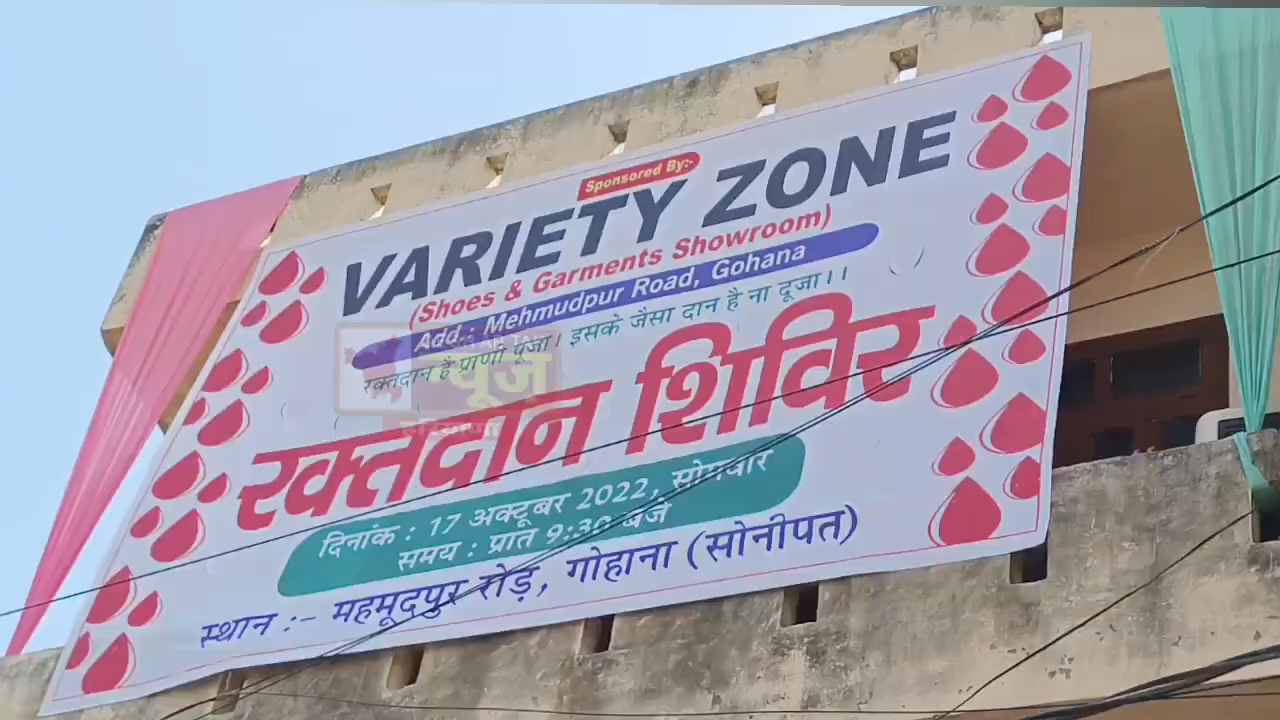 Sponsored By:-
VARIETY ZONE
(Shoes & Garments Showroom)
Add.: Mehmudpur Road, Gohana
रक्तदान है प्राणी पूजा। इसके जैसा दान है ना दूजा।।
रक्तदान शिविर
दिनांक : 17 अक्टूबर 2022, सोमवार
समय : प्रात 9:30 बजे
स्थान :- महमूदपुर रोड़, गोहाना (सोनीपत)
हरियाणा